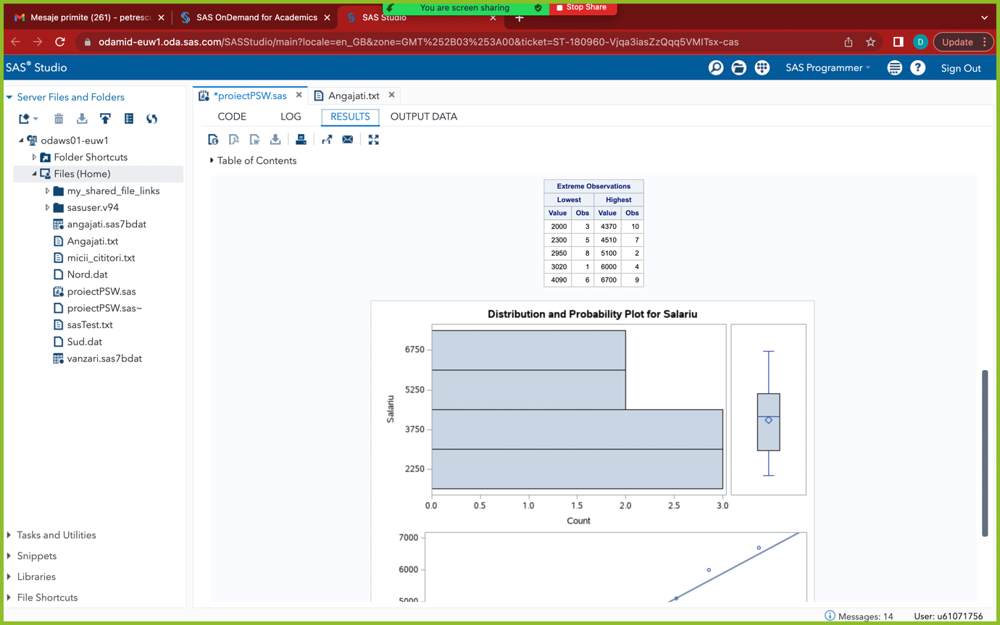 You are screen sharing
Stop Share
Mesaje primite (261) - petrescu
SAS OnDemand for Academics
SAS Studio
odamid-euw1.oda.sas.com/SASStudio/main?locale=en_GB&zone=GMT%252B03%253A00&ticket=ST-180960-Vjqa3iasZzQqq5VMITsx-cas
D
Update
SAS® Studio
SAS Programmer
Sign Out
Server Files and Folders
odaws01-euw1
Folder Shortcuts
Files (Home)
my_shared_file_links
sasuser.v94
angajati.sas7bdat
Angajati.txt
micii_cititori.txt
Nord.dat
proiectPSW.sas
proiectPSW.sas~
sasTest.txt
Sud.dat
vanzari.sas7bdat
Tasks and Utilities
Snippets
Libraries
File Shortcuts
*proiectPSW.sas
Angajati.txt
CODE LOG RESULTS OUTPUT DATA
Table of Contents
Extreme Observations
Lowest Highest
Value Obs Value Obs
2000 3 4370 10
2300 5 4510 7
2950 8 5100 2
3020 1 6000 4
4090 6 6700 9
Distribution and Probability Plot for Salariu
6750
5250
3750
2250
Salariu
0.0 0.5 1.0 1.5 2.0 2.5 3.0
Count
7000
6000
5000
Messages: 14
User: u61071756